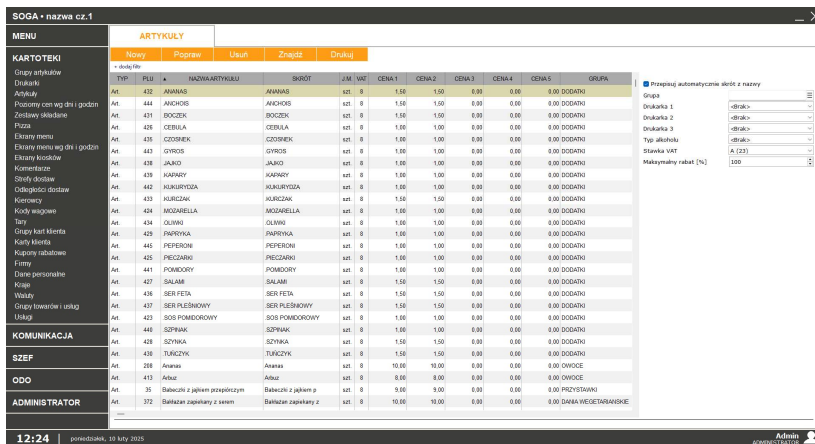 SOGA • nazwa cz.1
MENU
ARTYKUŁY
KARTOTEKI
Nowy Popraw Usuń Znajdź Drukuj
+ dodaj filtr
Grupy artykułów
Drukarki
Artykuły
Poziomy cen wg dni i godzin
Zestawy składane
Pizza
Ekrany menu
Ekrany menu wg dni i godzin
Ekrany kiosków
Komentarze
Strefy dostaw
Odległości dostaw
Kierowcy
Kody wagowe
Tary
Grupy kart klienta
Karty klienta
Kupony rabatowe
Firmy
Dane personalne
Kraje
Waluty
Grupy towarów i usług
Usługi
KOMUNIKACJA
SZEF
ODO
ADMINISTRATOR
TYP PLU NAZWA ARTYKUŁU SKRÓT J.M. VAT CENA 1 CENA 2 CENA 3 CENA 4 CENA 5 GRUPA
Art. 432 .ANANAS .ANANAS szt. 8 1,50 1,50 0,00 0,00 0,00 DODATKI
Art. 444 .ANCHOIS .ANCHOIS szt. 8 1,50 1,50 0,00 0,00 0,00 DODATKI
Art. 431 .BOCZEK .BOCZEK szt. 8 1,50 1,50 0,00 0,00 0,00 DODATKI
Art. 426 .CEBULA .CEBULA szt. 8 1,00 1,00 0,00 0,00 0,00 DODATKI
Art. 435 .CZOSNEK .CZOSNEK szt. 8 1,00 1,00 0,00 0,00 0,00 DODATKI
Art. 443 .GYROS .GYROS szt. 8 1,00 1,00 0,00 0,00 0,00 DODATKI
Art. 438 .JAJKO .JAJKO szt. 8 1,00 1,00 0,00 0,00 0,00 DODATKI
Art. 439 .KAPARY .KAPARY szt. 8 1,00 1,00 0,00 0,00 0,00 DODATKI
Art. 442 .KUKURYDZA .KUKURYDZA szt. 8 1,00 1,00 0,00 0,00 0,00 DODATKI
Art. 433 .KURCZAK .KURCZAK szt. 8 1,50 1,50 0,00 0,00 0,00 DODATKI
Art. 424 .MOZARELLA .MOZARELLA szt. 8 1,00 1,00 0,00 0,00 0,00 DODATKI
Art. 434 .OLIWKI .OLIWKI szt. 8 1,00 1,00 0,00 0,00 0,00 DODATKI
Art. 429 .PAPRYKA .PAPRYKA szt. 8 1,00 1,00 0,00 0,00 0,00 DODATKI
Art. 445 .PEPERONI .PEPERONI szt. 8 1,00 1,00 0,00 0,00 0,00 DODATKI
Art. 425 .PIECZARKI .PIECZARKI szt. 8 1,00 1,00 0,00 0,00 0,00 DODATKI
Art. 441 .POMIDORY .POMIDORY szt. 8 1,00 1,00 0,00 0,00 0,00 DODATKI
Art. 427 .SALAMI .SALAMI szt. 8 1,50 1,50 0,00 0,00 0,00 DODATKI
Art. 436 .SER FETA .SER FETA szt. 8 1,50 1,50 0,00 0,00 0,00 DODATKI
Art. 437 .SER PLEŚNIOWY .SER PLEŚNIOWY szt. 8 1,50 1,50 0,00 0,00 0,00 DODATKI
Art. 423 .SOS POMIDOROWY .SOS POMIDOROWY szt. 8 1,00 1,00 0,00 0,00 0,00 DODATKI
Art. 440 .SZPINAK .SZPINAK szt. 8 1,00 1,00 0,00 0,00 0,00 DODATKI
Art. 428 .SZYNKA .SZYNKA szt. 8 1,50 1,50 0,00 0,00 0,00 DODATKI
Art. 430 .TUŃCZYK .TUŃCZYK szt. 8 1,50 1,50 0,00 0,00 0,00 DODATKI
Art. 208 Ananas Ananas szt. 8 10,00 10,00 0,00 0,00 0,00 OWOCE
Art. 413 Arbuz Arbuz szt. 8 8,00 8,00 0,00 0,00 0,00 OWOCE
Art. 35 Babeczki z jajkiem przepiórczym Babeczki z jajkiem p szt. 8 9,00 9,00 0,00 0,00 0,00 PRZYSTAWKI
Art. 372 Bakłażan zapiekany z serem Bakłażan zapiekany z szt. 8 10,00 10,00 0,00 0,00 0,00 DANIA WEGETARIAŃSKIE
Przepisuj automatycznie skrót z nazwy
Grupa
Drukarka 1 <Brak>
Drukarka 2 <Brak>
Drukarka 3 <Brak>
Typ alkoholu <Brak>
Stawka VAT A (23)
Maksymalny rabat [%] 100
12:24 poniedziałek, 10 luty 2025
Admin
ADMINISTRATOR